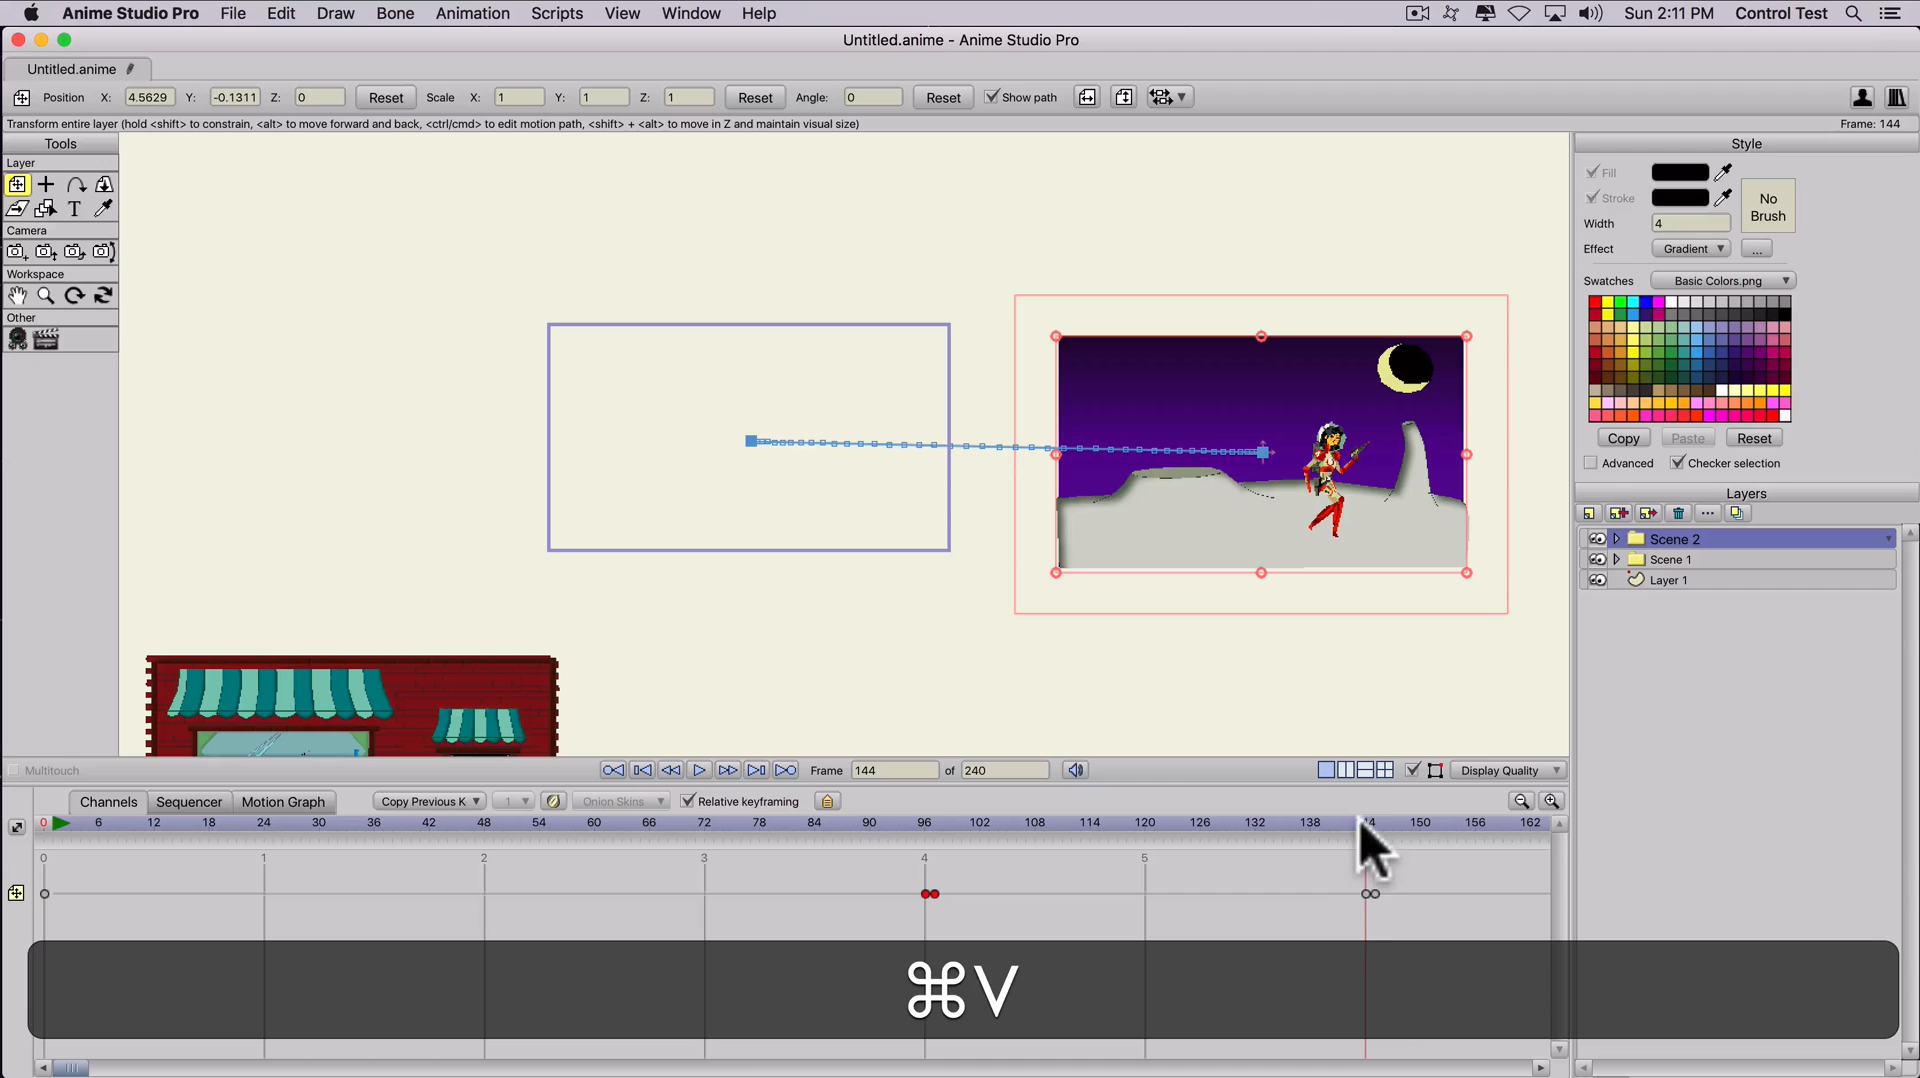 Anime Studio Pro File Edit Draw Bone Animation Scripts View Window Help Sun 2:11 PM Control Test
Untitled.anime - Anime Studio Pro
Untitled.anime
Position X: 4.5629 Y: -0.1311 Z: 0 Reset Scale X: 1 Y: 1 Z: 1 Reset Angle: 0 Reset Show path
Transform entire layer (hold <shift> to constrain, <alt> to move forward and back, <ctrl/cmd> to edit motion path, <shift> + <alt> to move in Z and maintain visual size) Frame: 144
Tools
Layer
T
Camera
Workspace
Other
Style
Fill
Stroke
No
Brush
Width 4
Effect Gradient ...
Swatches Basic Colors.png
Copy Paste Reset
Advanced Checker selection
Layers
Scene 2
Scene 1
Layer 1
Multitouch Frame 144 of 240 Display Quality
Channels Sequencer Motion Graph Copy Previous K 1 Onion Skins Relative keyframing
0 6 12 18 24 30 36 42 48 54 60 66 72 78 84 90 96 102 108 114 120 126 132 138 44 150 156 162
0 1 2 3 4 5
⌘V